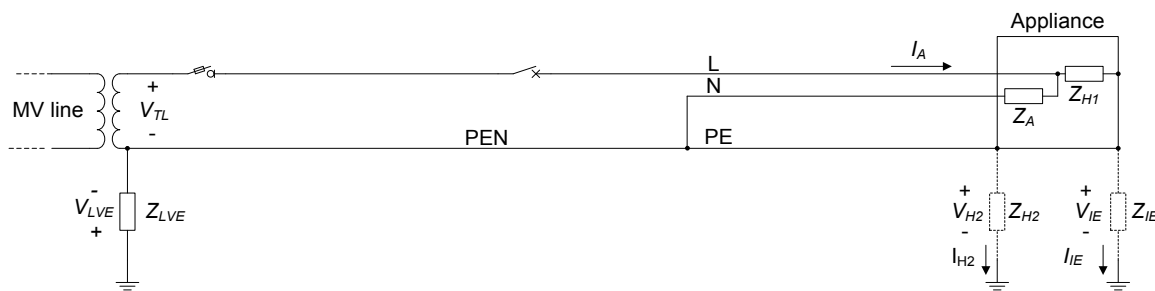 Appliance
I_A
L
N
MV line
V_TL
+
-
Z_H1
Z_A
PEN
PE
-
V_LVE
+
Z_LVE
+
V_H2
-
Z_H2
+
V_IE
-
Z_IE
I_H2
I_IE